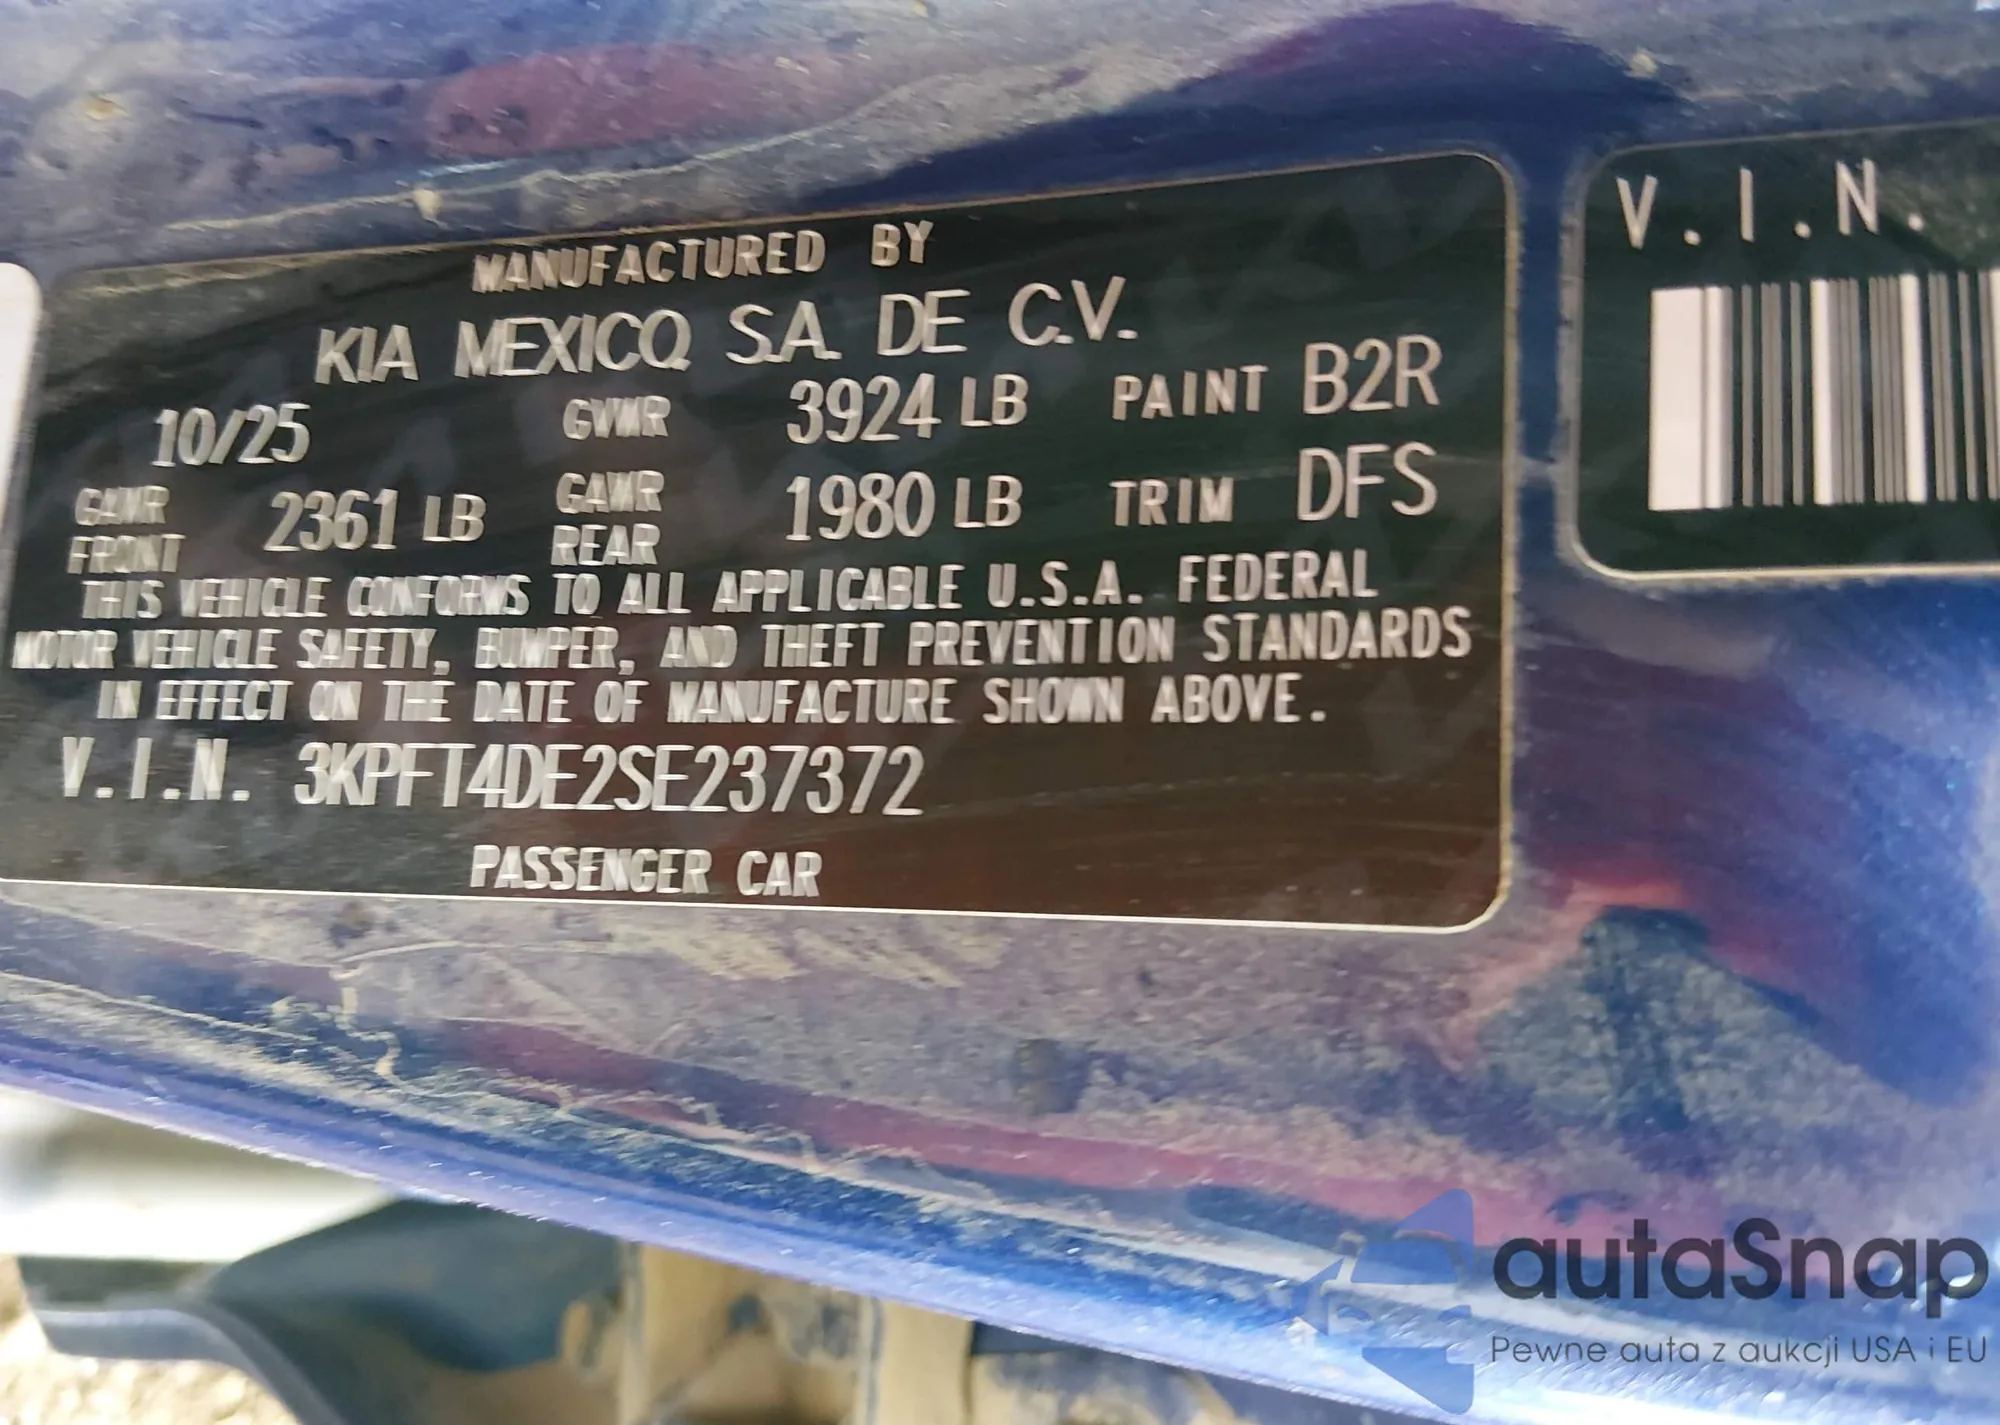 MANUFACTURED BY
KIA MEXICO S.A. DE C.V.
10/25 GVWR 3924 LB PAINT B2R
GAWR FRONT 2361 LB GAWR REAR 1980 LB TRIM DFS
THIS VEHICLE CONFORMS TO ALL APPLICABLE U.S.A. FEDERAL
MOTOR VEHICLE SAFETY, BUMPER, AND THEFT PREVENTION STANDARDS
IN EFFECT ON THE DATE OF MANUFACTURE SHOWN ABOVE.
V.I.N. 3KPFT4DE2SE237372
PASSENGER CAR
V.I.N.
autaSnap
Pewne auta z aukcji USA i EU